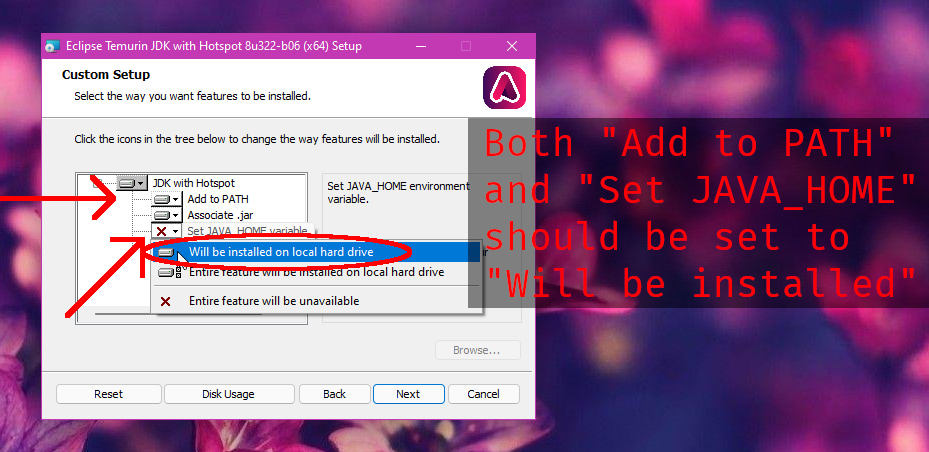 Eclipse Temurin JDK with Hotspot 8u322-b06 (x64) Setup
Custom Setup
Select the way you want features to be installed.
Click the icons in the tree below to change the way features will be installed.
JDK with Hotspot
Add to PATH
Associate .jar
Set JAVA_HOME variable
Will be installed on local hard drive
Entire feature will be installed on local hard drive
Entire feature will be unavailable
Set JAVA_HOME environment
variable.
Browse...
Reset
Disk Usage
Back
Next
Cancel
Both "Add to PATH"
and "Set JAVA_HOME"
should be set to
"Will be installed"